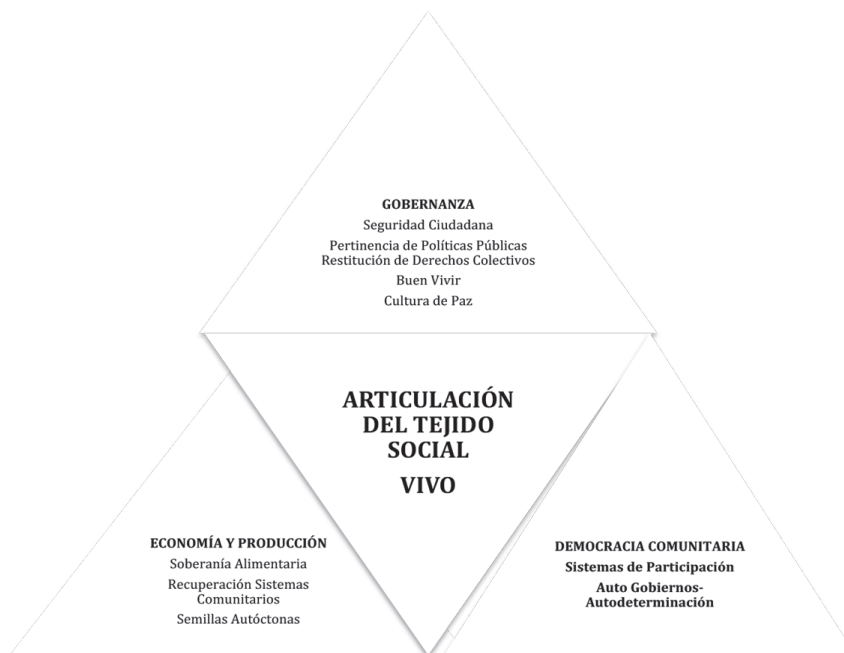 GOBERNANZA
Seguridad Ciudadana
Pertinencia de Políticas Públicas
Restitución de Derechos Colectivos
Buen Vivir
Cultura de Paz
ARTICULACIÓN
DEL TEJIDO
SOCIAL
VIVO
ECONOMÍA Y PRODUCCIÓN
Soberanía Alimentaria
Recuperación Sistemas
Comunitarios
Semillas Autóctonas
DEMOCRACIA COMUNITARIA
Sistemas de Participación
Auto Gobiernos-
Autodeterminación